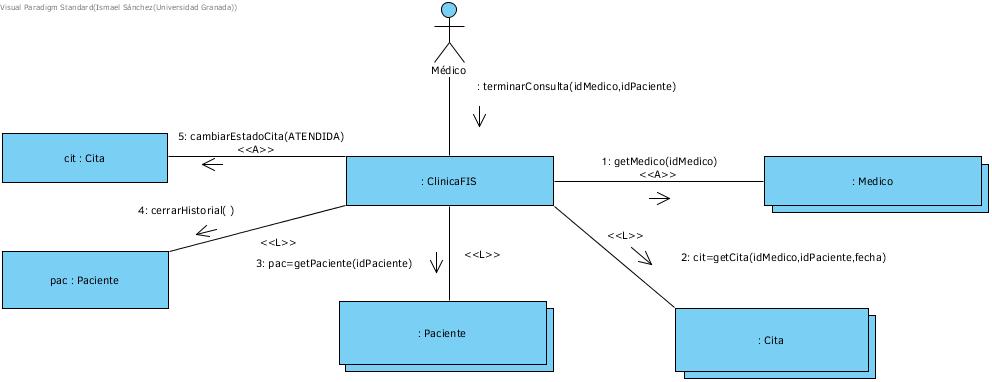 Visual Paradigm Standard(Ismael Sánchez(Universidad Granada))
Médico
: terminarConsulta(idMedico,idPaciente)
5: cambiarEstadoCita(ATENDIDA)
<<A>>
cit : Cita
: ClinicaFIS
1: getMedico(idMedico)
<<A>>
: Medico
4: cerrarHistorial( )
<<L>>
3: pac=getPaciente(idPaciente)
<<L>>
<<L>>
2: cit=getCita(idMedico,idPaciente,fecha)
pac : Paciente
: Paciente
: Cita